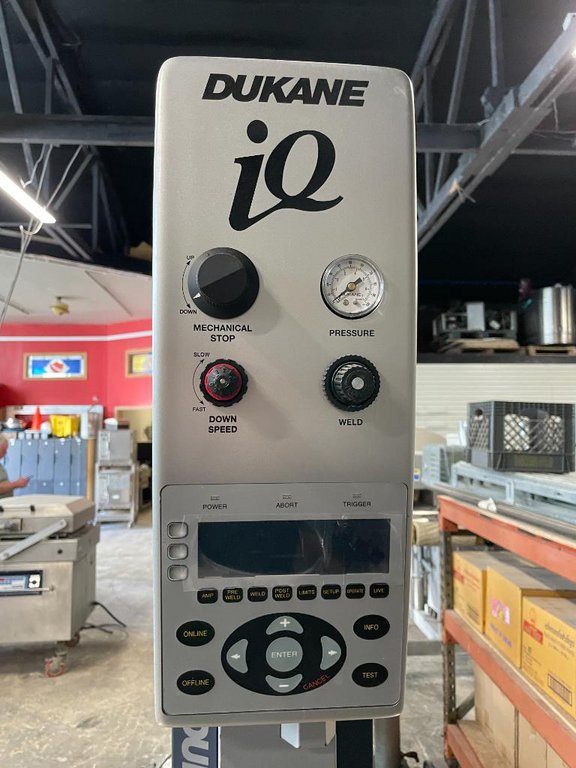 DUKANE
iQ
UP
DOWN
MECHANICAL
STOP
PRESSURE
SLOW
FAST
DOWN
SPEED
WELD
POWER ABORT TRIGGER
AMP PRE WELD WELD POST WELD LIMITS SETUP LIVE
ONLINE + INFO
ENTER
OFFLINE - CANCEL TEST